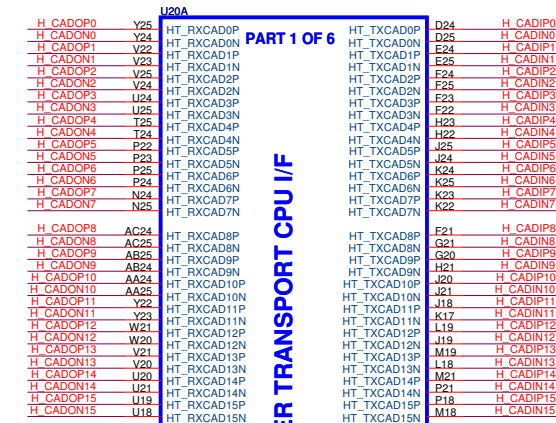 U20A
PART 1 OF 6
H_CADOP0 Y25 HT_RXCAD0P HT_TXCAD0P D24 H_CADIP0
H_CADON0 Y24 HT_RXCAD0N HT_TXCAD0N D25 H_CADIN0
H_CADOP1 V22 HT_RXCAD1P HT_TXCAD1P E24 H_CADIP1
H_CADON1 V23 HT_RXCAD1N HT_TXCAD1N E25 H_CADIN1
H_CADOP2 V25 HT_RXCAD2P HT_TXCAD2P F24 H_CADIP2
H_CADON2 V24 HT_RXCAD2N HT_TXCAD2N F25 H_CADIN2
H_CADOP3 U24 HT_RXCAD3P HT_TXCAD3P F23 H_CADIP3
H_CADON3 U25 HT_RXCAD3N HT_TXCAD3N F22 H_CADIN3
H_CADOP4 T25 HT_RXCAD4P HT_TXCAD4P H23 H_CADIP4
H_CADON4 T24 HT_RXCAD4N HT_TXCAD4N H22 H_CADIN4
H_CADOP5 P22 HT_RXCAD5P HT_TXCAD5P J25 H_CADIP5
H_CADON5 P23 HT_RXCAD5N HT_TXCAD5N J24 H_CADIN5
H_CADOP6 P25 HT_RXCAD6P HT_TXCAD6P K24 H_CADIP6
H_CADON6 P24 HT_RXCAD6N HT_TXCAD6N K25 H_CADIN6
H_CADOP7 N24 HT_RXCAD7P HT_TXCAD7P K23 H_CADIP7
H_CADON7 N25 HT_RXCAD7N HT_TXCAD7N K22 H_CADIN7
H_CADOP8 AC24 HT_RXCAD8P HT_TXCAD8P F21 H_CADIP8
H_CADON8 AC25 HT_RXCAD8N HT_TXCAD8N G21 H_CADIN8
H_CADOP9 AB25 HT_RXCAD9P HT_TXCAD9P G20 H_CADIP9
H_CADON9 AB24 HT_RXCAD9N HT_TXCAD9N H21 H_CADIN9
H_CADOP10 AA24 HT_RXCAD10P HT_TXCAD10P J20 H_CADIP10
H_CADON10 AA25 HT_RXCAD10N HT_TXCAD10N J21 H_CADIN10
H_CADOP11 Y22 HT_RXCAD11P HT_TXCAD11P J18 H_CADIP11
H_CADON11 Y23 HT_RXCAD11N HT_TXCAD11N K17 H_CADIN11
H_CADOP12 W21 HT_RXCAD12P HT_TXCAD12P L19 H_CADIP12
H_CADON12 W20 HT_RXCAD12N HT_TXCAD12N J19 H_CADIN12
H_CADOP13 V21 HT_RXCAD13P HT_TXCAD13P M19 H_CADIP13
H_CADON13 V20 HT_RXCAD13N HT_TXCAD13N L18 H_CADIN13
H_CADOP14 U20 HT_RXCAD14P HT_TXCAD14P M21 H_CADIP14
H_CADON14 U21 HT_RXCAD14N HT_TXCAD14N P21 H_CADIN14
H_CADOP15 U19 HT_RXCAD15P HT_TXCAD15P P18 H_CADIP15
H_CADON15 U18 HT_RXCAD15N HT_TXCAD15N M18 H_CADIN15
ER TRANSPORT CPU I/F